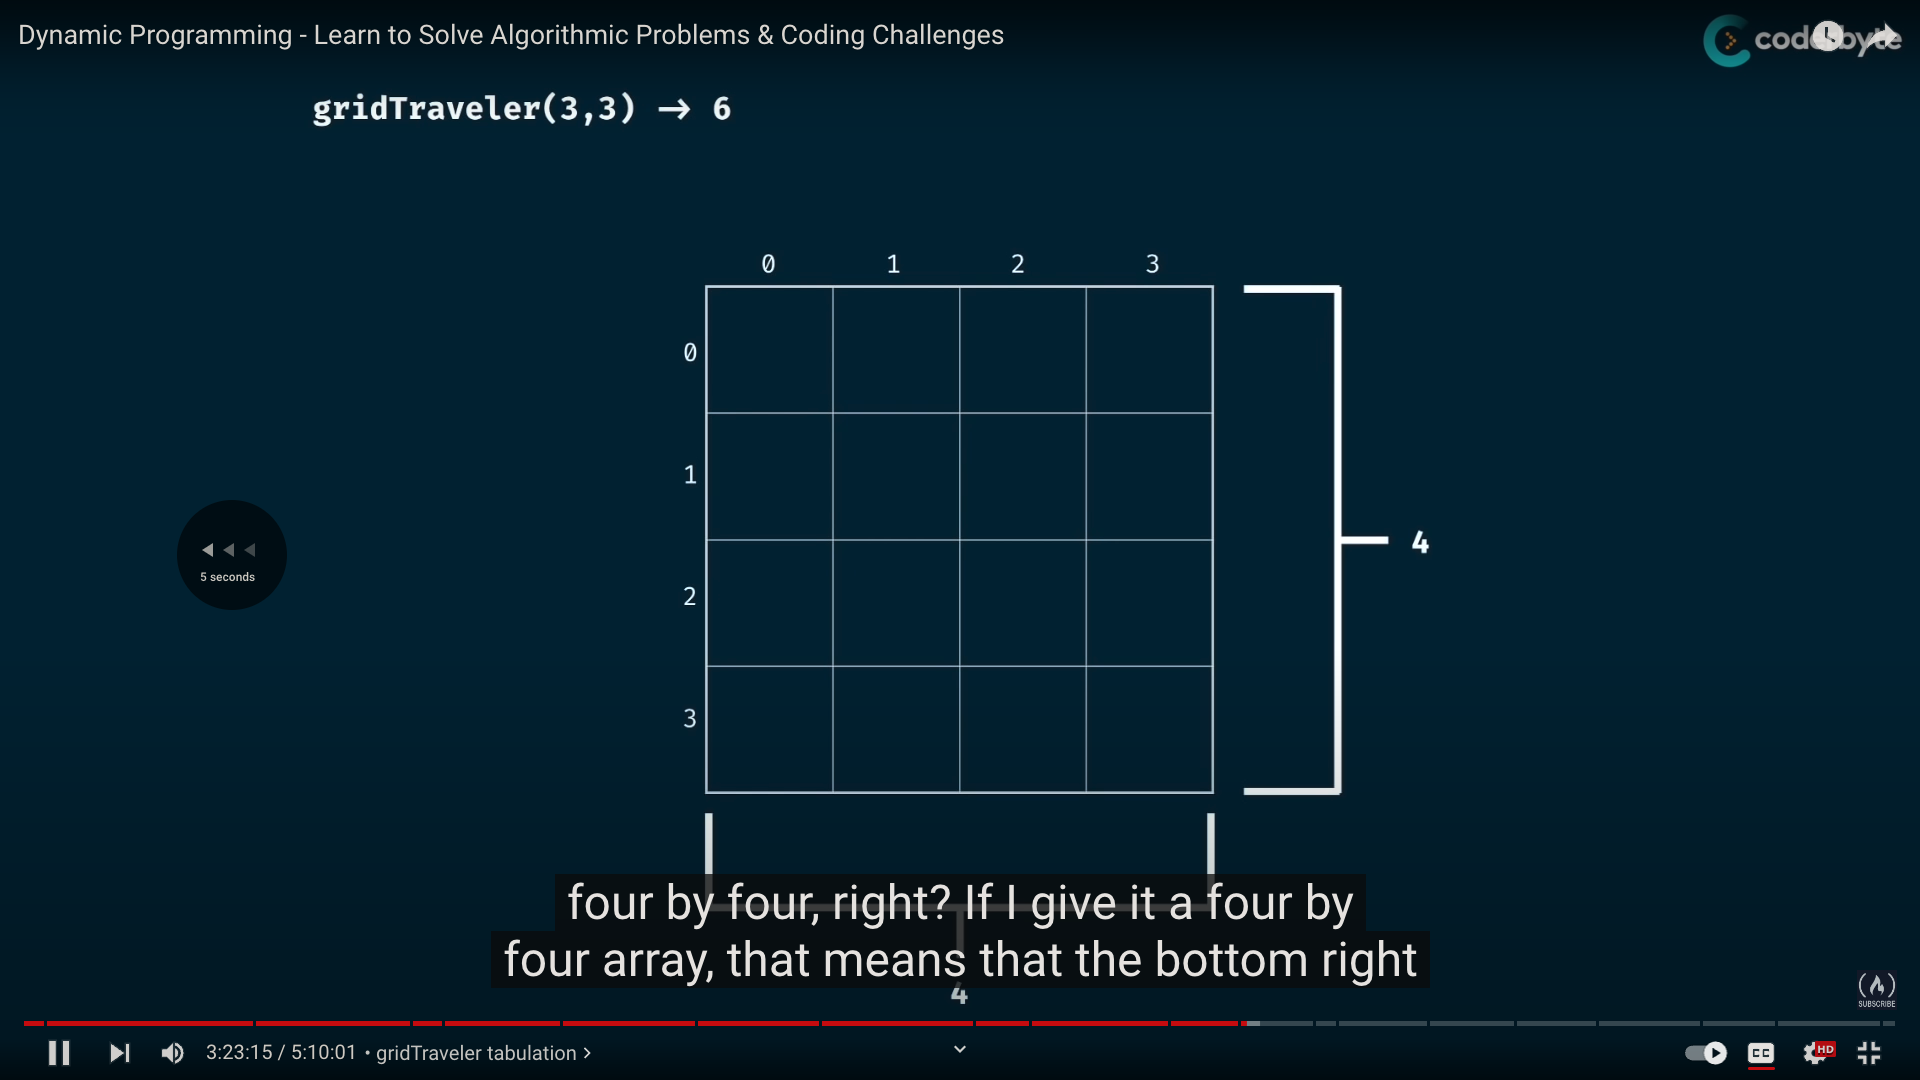 Dynamic Programming - Learn to Solve Algorithmic Problems & Coding Challenges
coderbyte
gridTraveler(3,3) → 6
0 1 2 3
0
1
2
3
4
5 seconds
four by four, right? If I give it a four by
four array, that means that the bottom right
4
SUBSCRIBE
3:23:15 / 5:10:01 • gridTraveler tabulation >
CC
HD